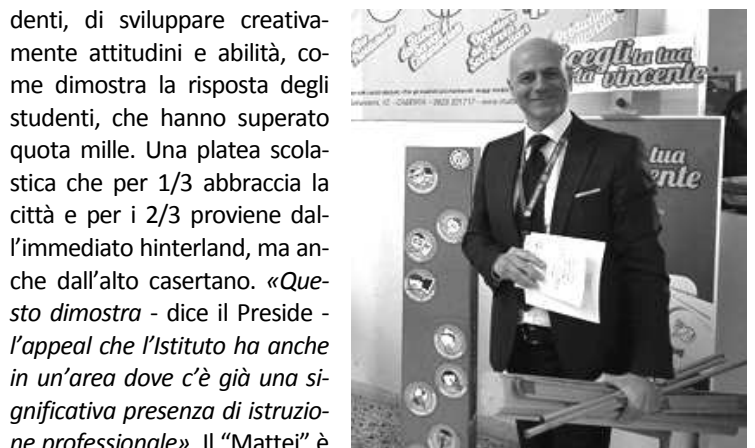 denti, di sviluppare creativa-
mente attitudini e abilità, co-
me dimostra la risposta degli
studenti, che hanno superato
quota mille. Una platea scola-
stica che per 1/3 abbraccia la
città e per i 2/3 proviene dal-
l’immediato hinterland, ma an-
che dall’alto casertano. «Que-
sto dimostra - dice il Preside -
l’appeal che l’Istituto ha anche
in un’area dove c’è già una si-
gnificativa presenza di istruzio-
ne professionale». Il “Mattei” è
Scegli la tua
vincente
tua